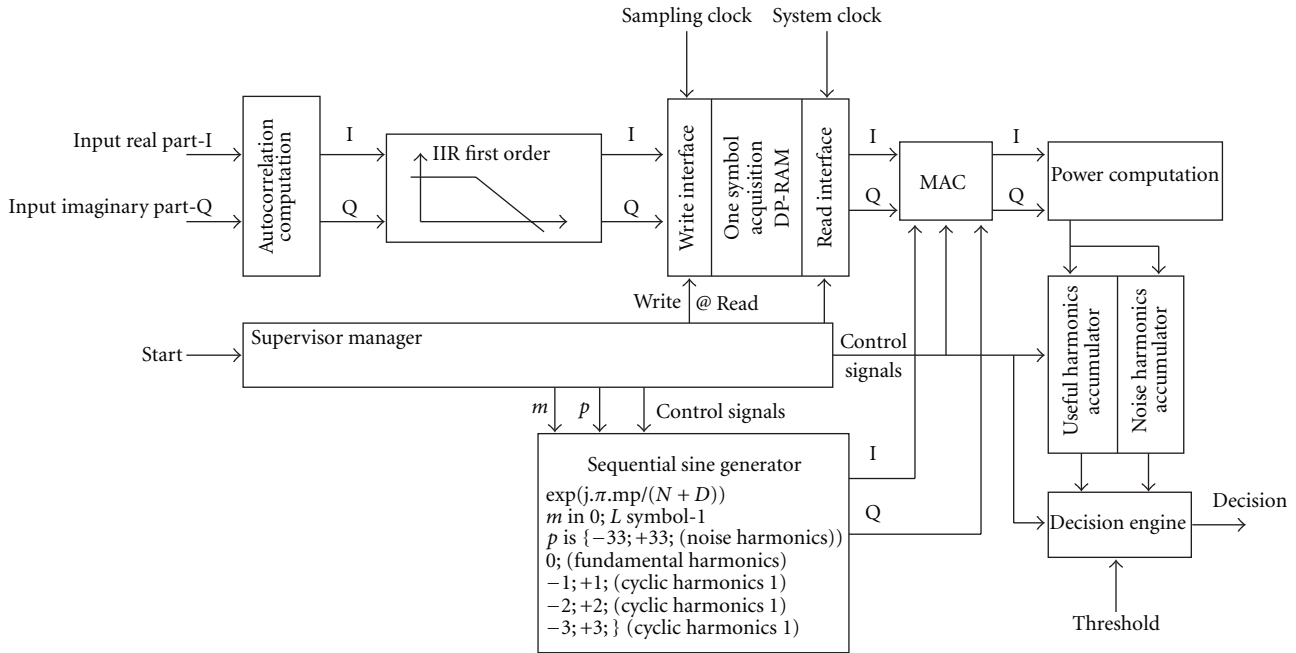 Sampling clock
System clock
Input real part-I
Input imaginary part-Q
Autocorrelation
computation
I
Q
IIR first order
I
Q
Write interface
One symbol
acquisition
DP-RAM
Read interface
I
Q
MAC
I
Q
Power computation
Write
@ Read
Start
Supervisor manager
Control
signals
Useful harmonics
accumulator
Noise harmonics
accumulator
m
p
Control signals
Sequential sine generator
exp(j.π.mp/(N + D))
m in 0; L symbol-1
p is {−33; +33; (noise harmonics))
0; (fundamental harmonics)
−1; +1; (cyclic harmonics 1)
−2; +2; (cyclic harmonics 1)
−3; +3; } (cyclic harmonics 1)
I
Q
Decision engine
Decision
Threshold